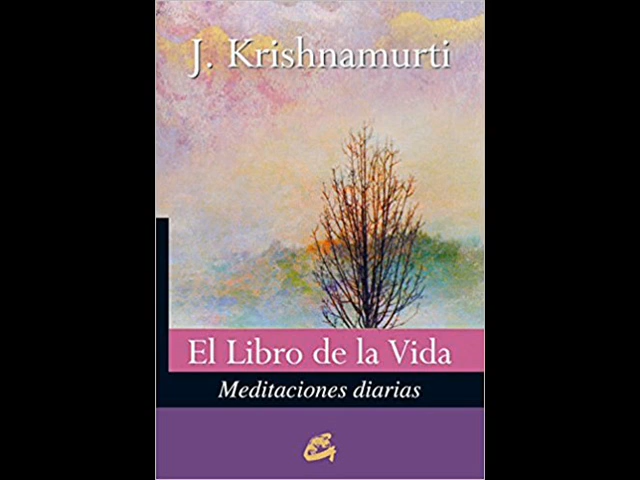 J. Krishnamurti
El Libro de la Vida
Meditaciones diarias